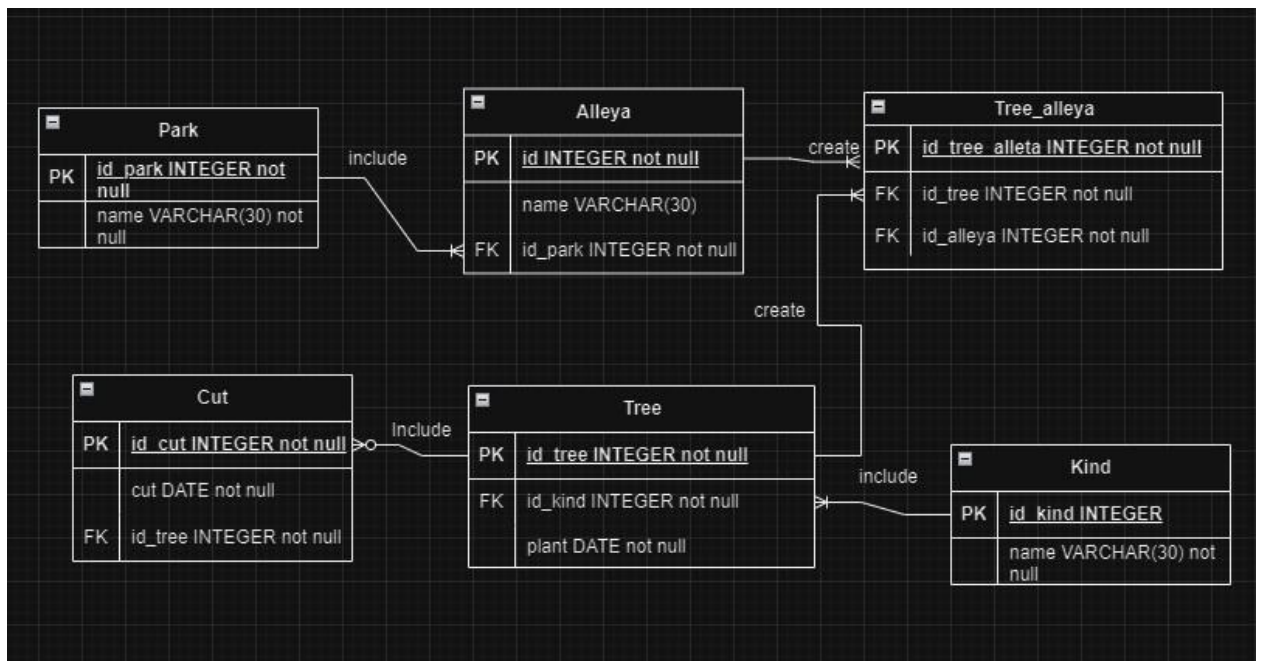 Park
PK id_park INTEGER not
null
name VARCHAR(30) not
null
include
Alleya
PK id INTEGER not null
name VARCHAR(30)
FK id_park INTEGER not null
create
Tree_alleya
PK id_tree_alleta INTEGER not null
FK id_tree INTEGER not null
FK id_alleya INTEGER not null
create
Cut
PK id_cut INTEGER not null
cut DATE not null
FK id_tree INTEGER not null
Include
Tree
PK id_tree INTEGER not null
FK id_kind INTEGER not null
plant DATE not null
include
Kind
PK id_kind INTEGER
name VARCHAR(30) not
null